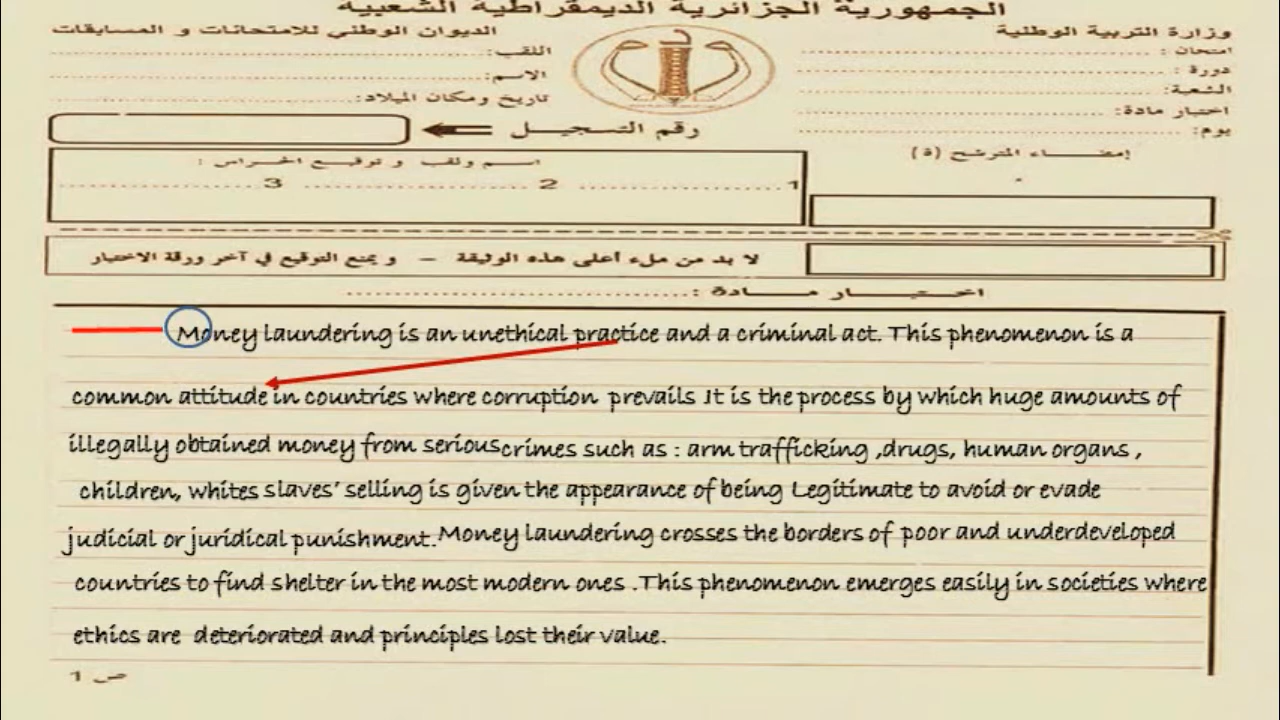 الجمهورية الجزائرية الديمقراطية الشعبية
وزارة التربية الوطنية
الديوان الوطني للامتحانات و المسابقات
امتحان :
اللقب:
دورة :
الاسم:
الشعبة:
تاريخ ومكان الميلاد:
اختبار مادة:
يوم:
رقم التسجيل
إمضاء المترشح (ة)
اسم ولقب و توقيع الحراس :
1 2 3
لا بد من ملء أعلى هذه الوثيقة – و يمنع التوقيع في آخر ورقة الاختبار
اختبار مادة :
Money laundering is an unethical practice and a criminal act. This phenomenon is a
common attitude in countries where corruption prevails .It is the process by which huge amounts of
illegally obtained money from serious crimes such as : arm trafficking ,drugs, human organs ,
children, whites slaves' selling is given the appearance of being Legitimate to avoid or evade
judicial or juridical punishment. Money laundering crosses the borders of poor and underdeveloped
countries to find shelter in the most modern ones .This phenomenon emerges easily in societies where
ethics are deteriorated and principles lost their value.
ص 1